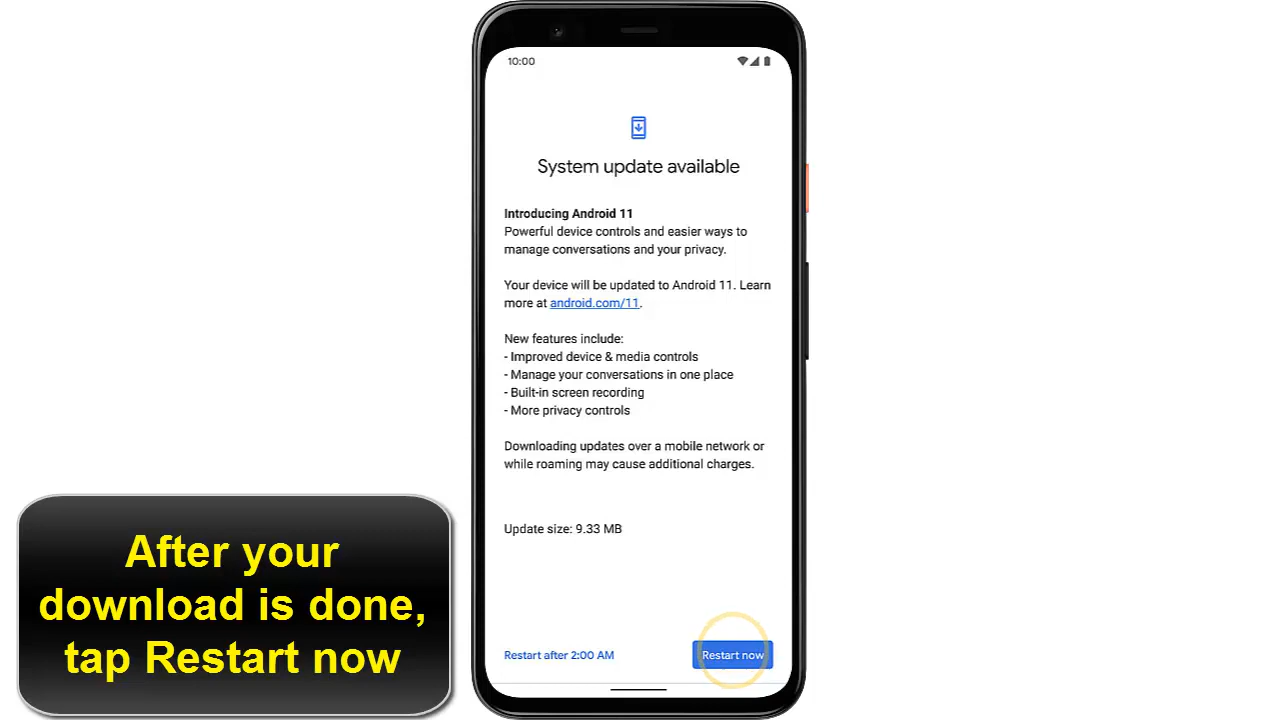 10:00
System update available
Introducing Android 11
Powerful device controls and easier ways to
manage conversations and your privacy.
Your device will be updated to Android 11. Learn
more at android.com/11.
New features include:
- Improved device & media controls
- Manage your conversations in one place
- Built-in screen recording
- More privacy controls
Downloading updates over a mobile network or
while roaming may cause additional charges.
Update size: 9.33 MB
Restart after 2:00 AM
Restart now
After your
download is done,
tap Restart now